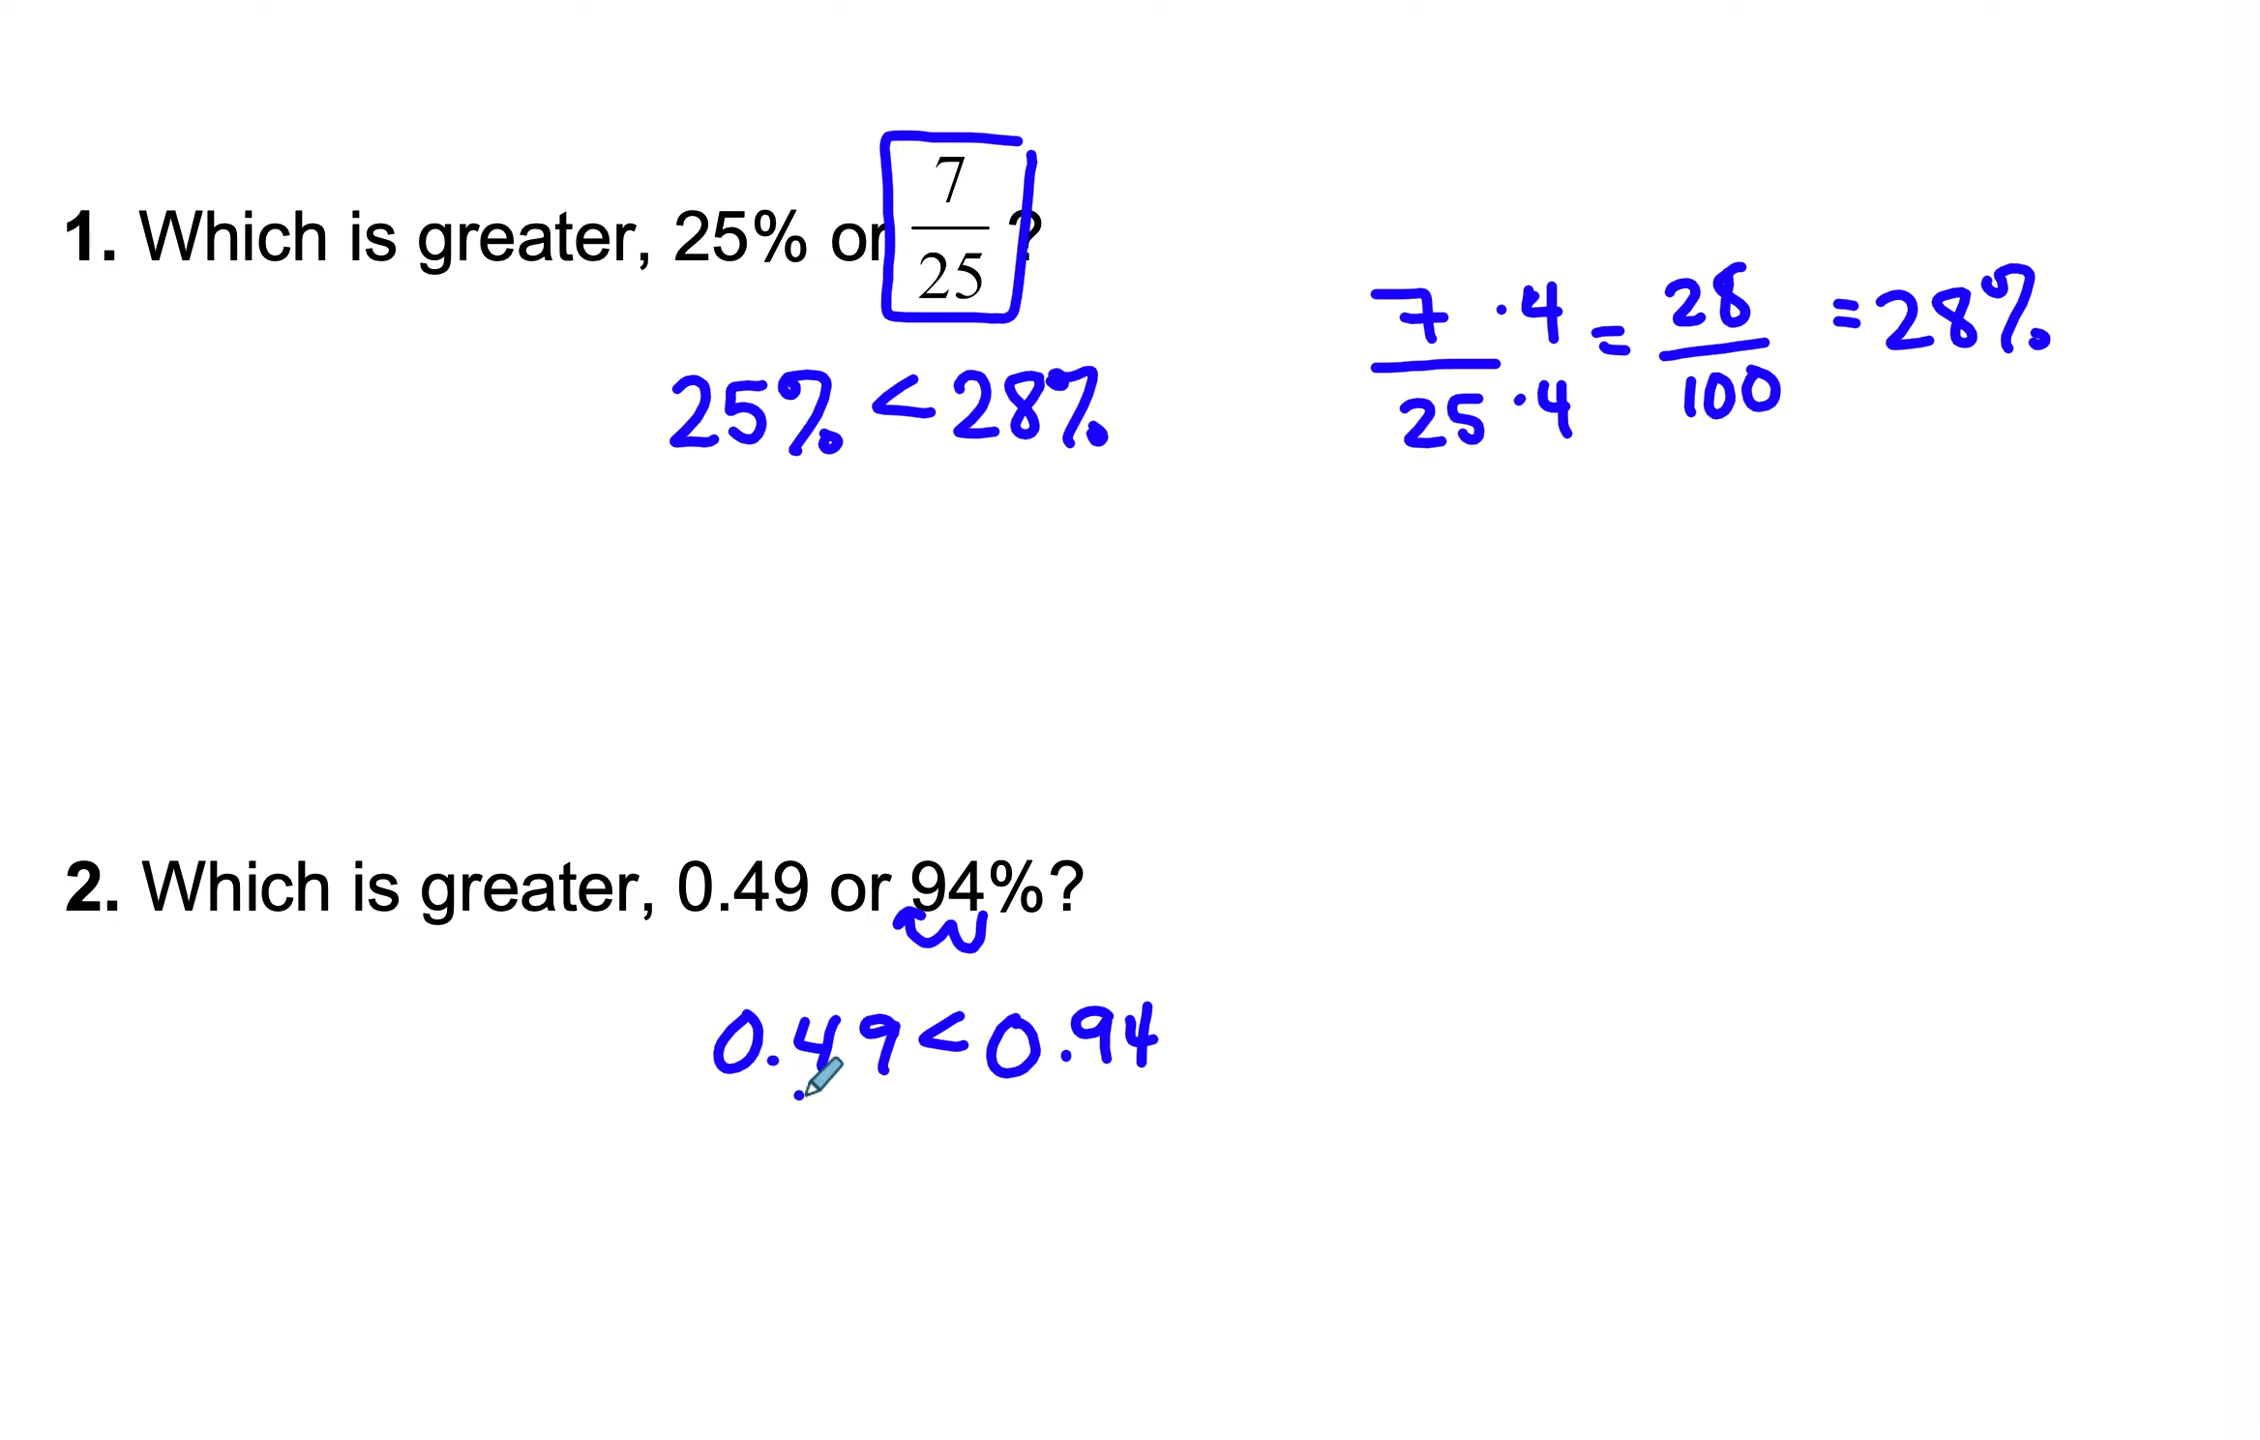 1. Which is greater, 25% or 7/25 ?
7/25 · 4/4 = 28/100 = 28%
25% < 28%
2. Which is greater, 0.49 or 94%?
0.49 < 0.94